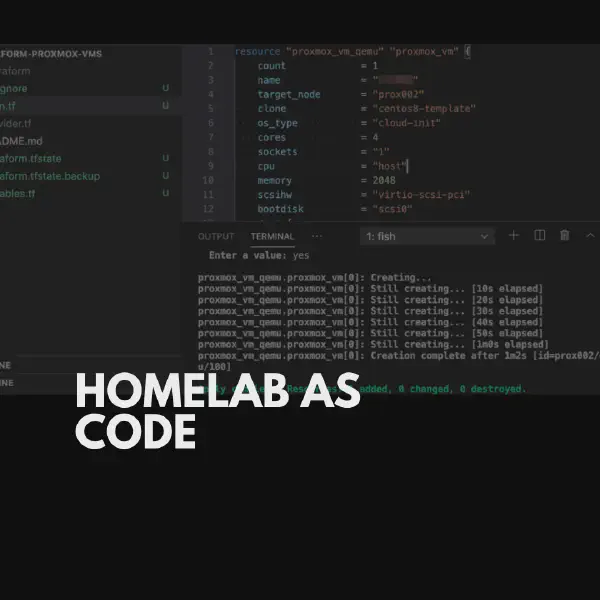 AFORM-PROXMOX-VMS
raform
gnore U
n.tf U
vider.tf
ADME.md
aform.tfstate U
aform.tfstate.backup U
ables.tf U
1 resource "proxmox_vm_qemu" "proxmox_vm" {
2 count = 1
3 name = " "
4 target_node = "prox002"
5 clone = "centos8-template"
6 os_type = "cloud-init"
7 cores = 4
8 sockets = "1"
9 cpu = "host"
10 memory = 2048
11 scsihw = "virtio-scsi-pci"
12 bootdisk = "scsi0"
OUTPUT TERMINAL ··· 1: fish
Enter a value: yes
proxmox_vm_qemu.proxmox_vm[0]: Creating...
proxmox_vm_qemu.proxmox_vm[0]: Still creating... [10s elapsed]
proxmox_vm_qemu.proxmox_vm[0]: Still creating... [20s elapsed]
proxmox_vm_qemu.proxmox_vm[0]: Still creating... [30s elapsed]
proxmox_vm_qemu.proxmox_vm[0]: Still creating... [40s elapsed]
proxmox_vm_qemu.proxmox_vm[0]: Still creating... [50s elapsed]
proxmox_vm_qemu.proxmox_vm[0]: Still creating... [1m0s elapsed]
proxmox_vm_qemu.proxmox_vm[0]: Creation complete after 1m2s [id=prox002/
u/100]
added, 0 changed, 0 destroyed.
NE
INE
HOMELAB AS
CODE